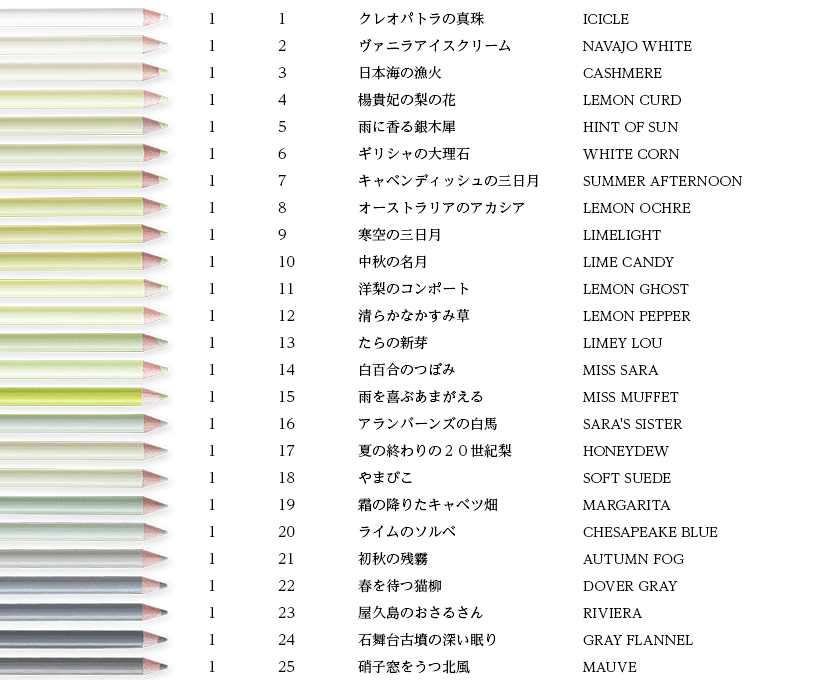 1 1 クレオパトラの真珠 ICICLE
1 2 ヴァニラアイスクリーム NAVAJO WHITE
1 3 日本海の漁火 CASHMERE
1 4 楊貴妃の梨の花 LEMON CURD
1 5 雨に香る銀木犀 HINT OF SUN
1 6 ギリシャの大理石 WHITE CORN
1 7 キャベンディッシュの三日月 SUMMER AFTERNOON
1 8 オーストラリアのアカシア LEMON OCHRE
1 9 寒空の三日月 LIMELIGHT
1 10 中秋の名月 LIME CANDY
1 11 洋梨のコンポート LEMON GHOST
1 12 清らかなかすみ草 LEMON PEPPER
1 13 たらの新芽 LIMEY LOU
1 14 白百合のつぼみ MISS SARA
1 15 雨を喜ぶあまがえる MISS MUFFET
1 16 アランバーンズの白馬 SARA'S SISTER
1 17 夏の終わりの２０世紀梨 HONEYDEW
1 18 やまびこ SOFT SUEDE
1 19 霜の降りたキャベツ畑 MARGARITA
1 20 ライムのソルベ CHESAPEAKE BLUE
1 21 初秋の残霧 AUTUMN FOG
1 22 春を待つ猫柳 DOVER GRAY
1 23 屋久島のおさるさん RIVIERA
1 24 石舞台古墳の深い眠り GRAY FLANNEL
1 25 硝子窓をうつ北風 MAUVE